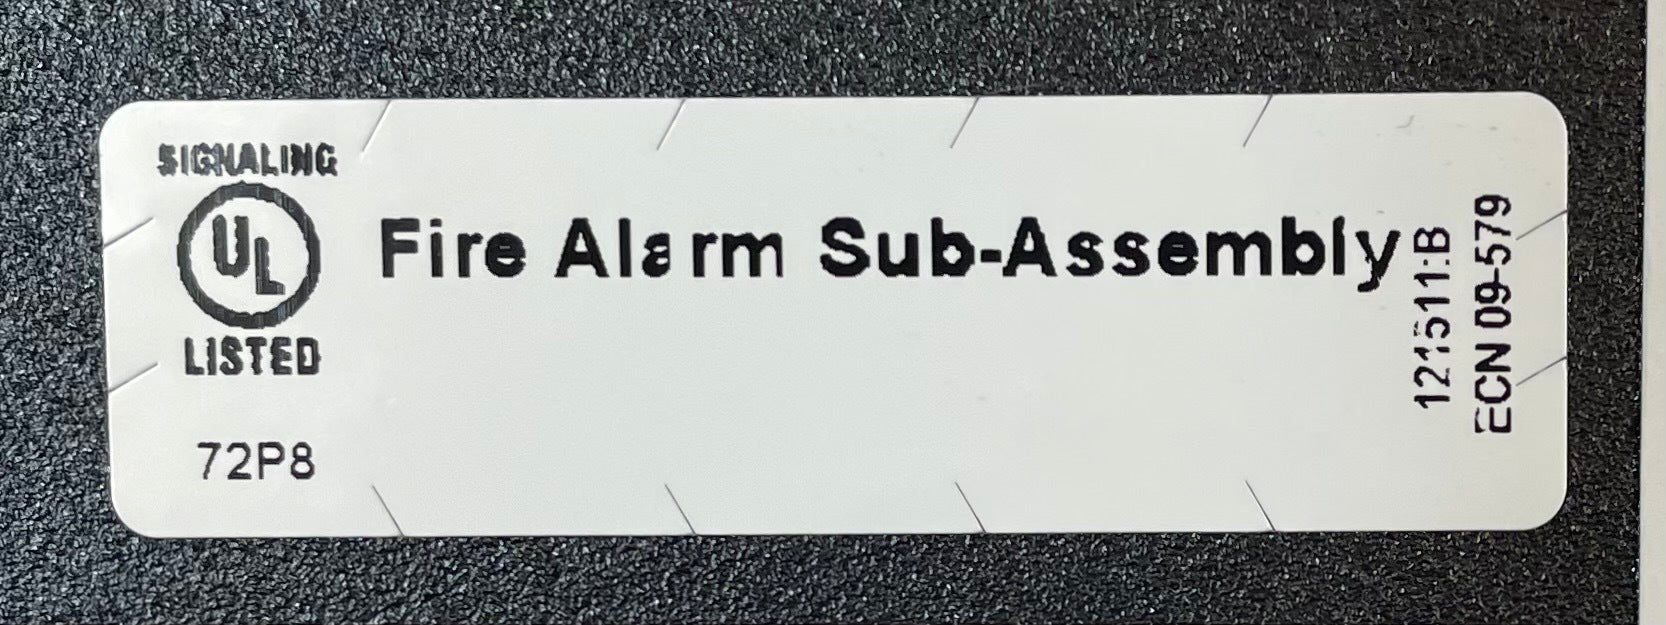 SIGNALING
UL
LISTED
72P8
Fire Alarm Sub-Assembly
121511:B
ECN 09-579